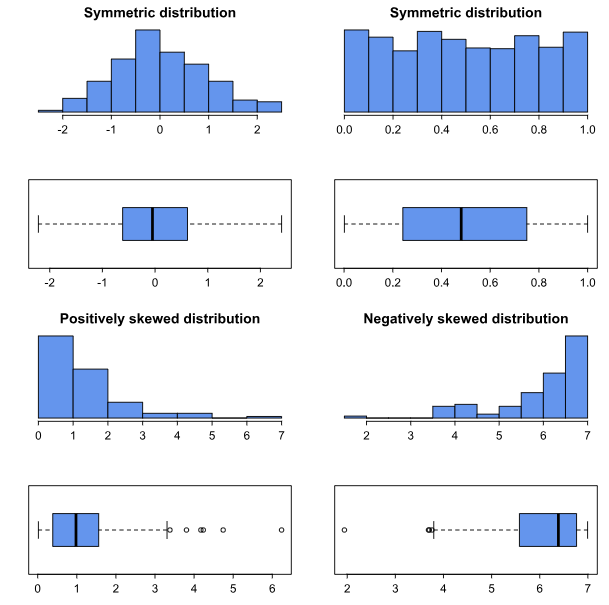 Symmetric distribution
Symmetric distribution
-2 -1 0 1 2
0.0 0.2 0.4 0.6 0.8 1.0
-2 -1 0 1 2
0.0 0.2 0.4 0.6 0.8 1.0
Positively skewed distribution
Negatively skewed distribution
0 1 2 3 4 5 6 7
2 3 4 5 6 7
0 1 2 3 4 5 6
2 3 4 5 6 7